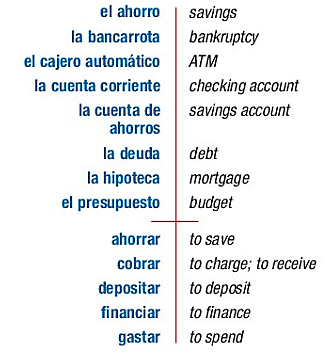 el ahorro savings
la bancarrota bankruptcy
el cajero automático ATM
la cuenta corriente checking account
la cuenta de savings account
ahorros
la deuda debt
la hipoteca mortgage
el presupuesto budget
ahorrar to save
cobrar to charge; to receive
depositar to deposit
financiar to finance
gastar to spend